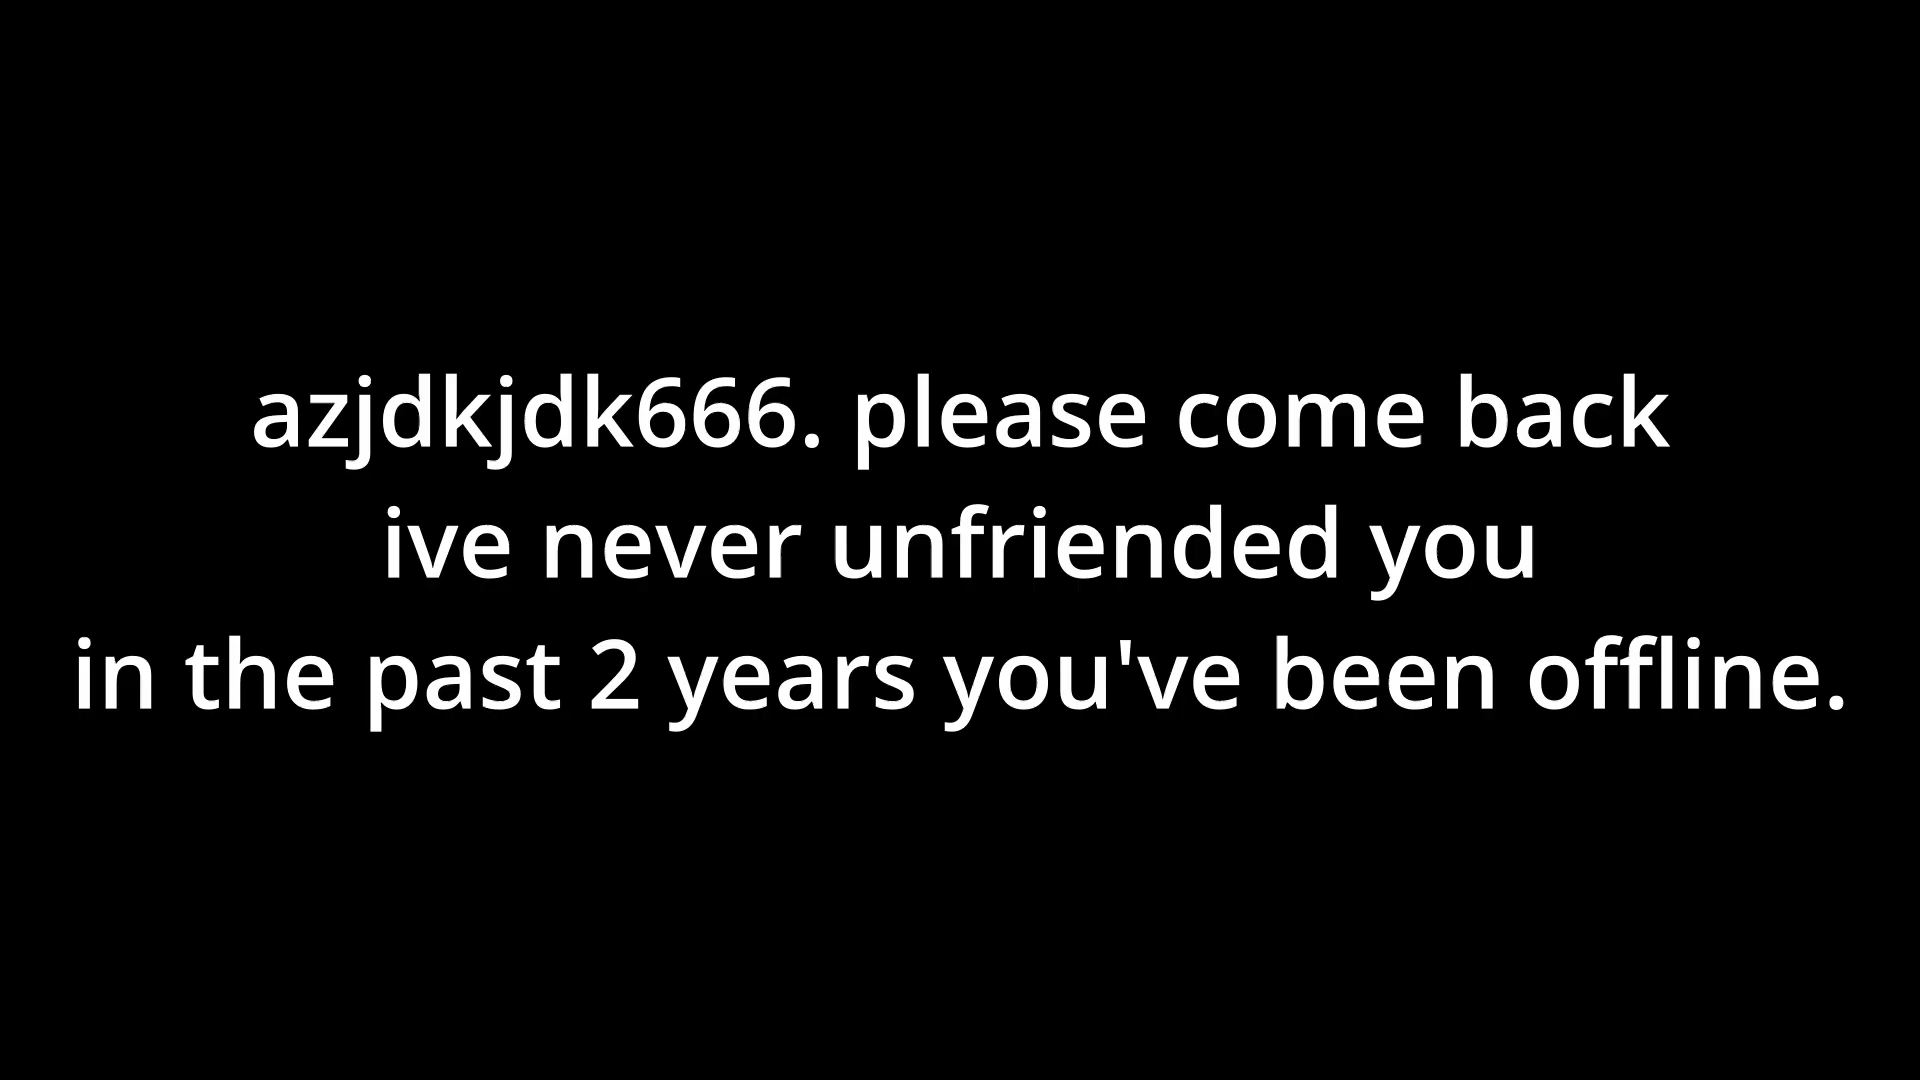 azjdkjdk666. please come back
ive never unfriended you
in the past 2 years you've been offline.